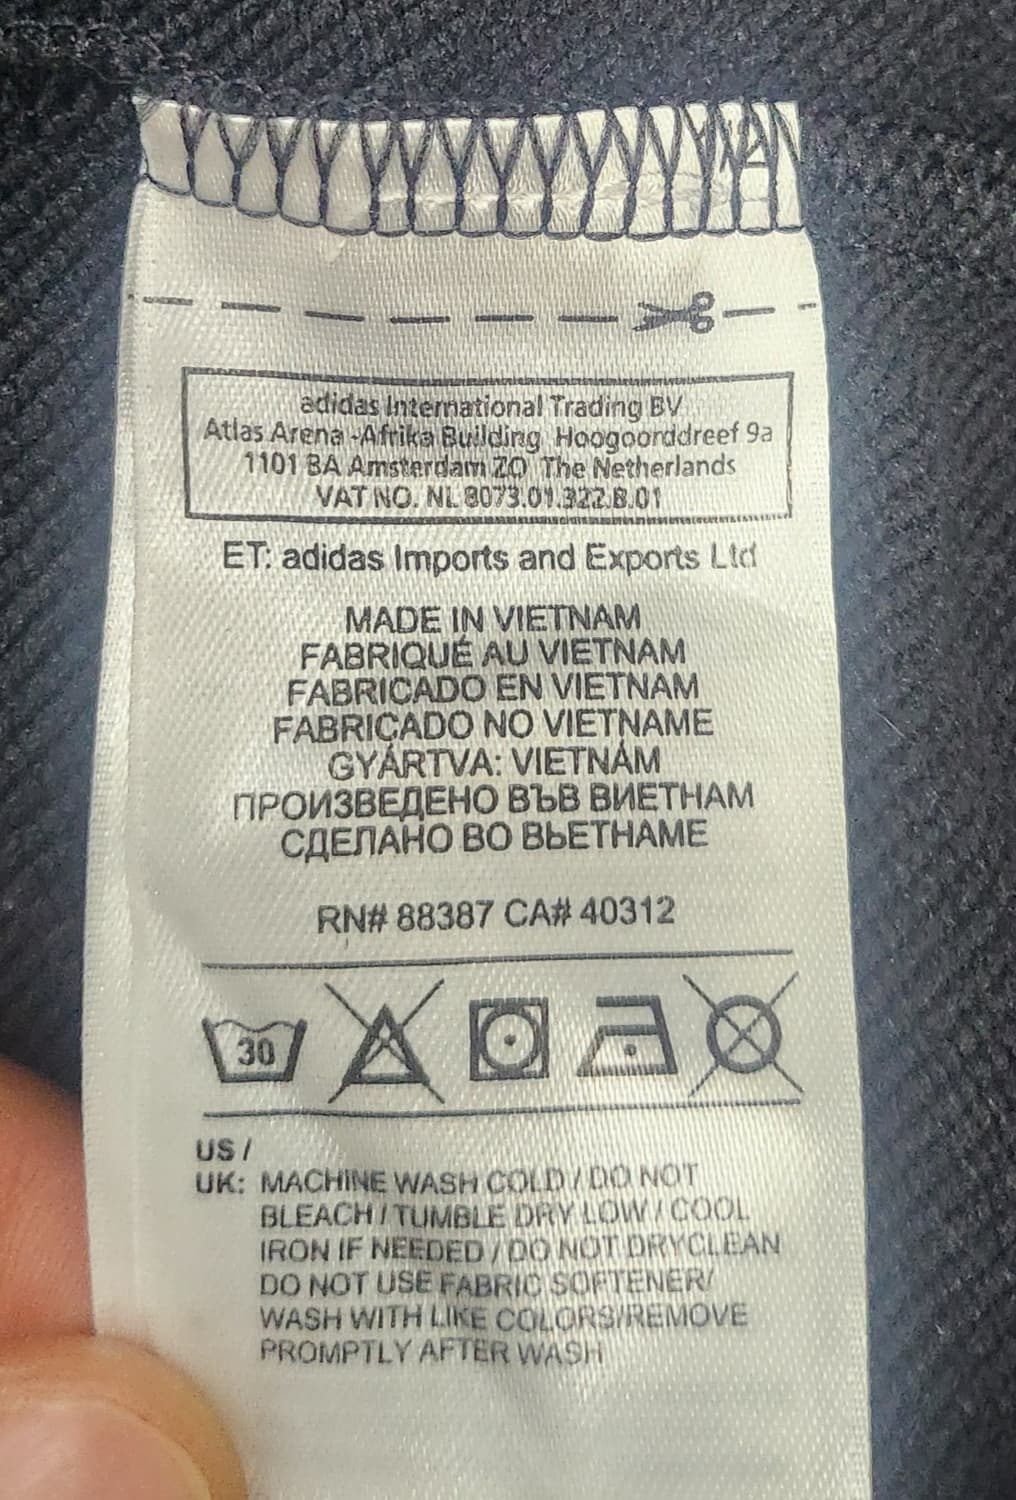 adidas International Trading BV
Atlas Arena -Afrika Building Hoogoorddreef 9a
1101 BA Amsterdam ZO The Netherlands
VAT NO. NL 8073.01.322.B.01
ET: adidas Imports and Exports Ltd
MADE IN VIETNAM
FABRIQUÉ AU VIETNAM
FABRICADO EN VIETNAM
FABRICADO NO VIETNAME
GYÁRTVA: VIETNÁM
ПРОИЗВЕДЕНО ВЪВ ВИЕТНАМ
СДЕЛАНО ВО ВЬЕТНАМЕ
RN# 88387 CA# 40312
30
US /
UK: MACHINE WASH COLD / DO NOT
BLEACH / TUMBLE DRY LOW / COOL
IRON IF NEEDED / DO NOT DRYCLEAN
DO NOT USE FABRIC SOFTENER/
WASH WITH LIKE COLORS/REMOVE
PROMPTLY AFTER WASH